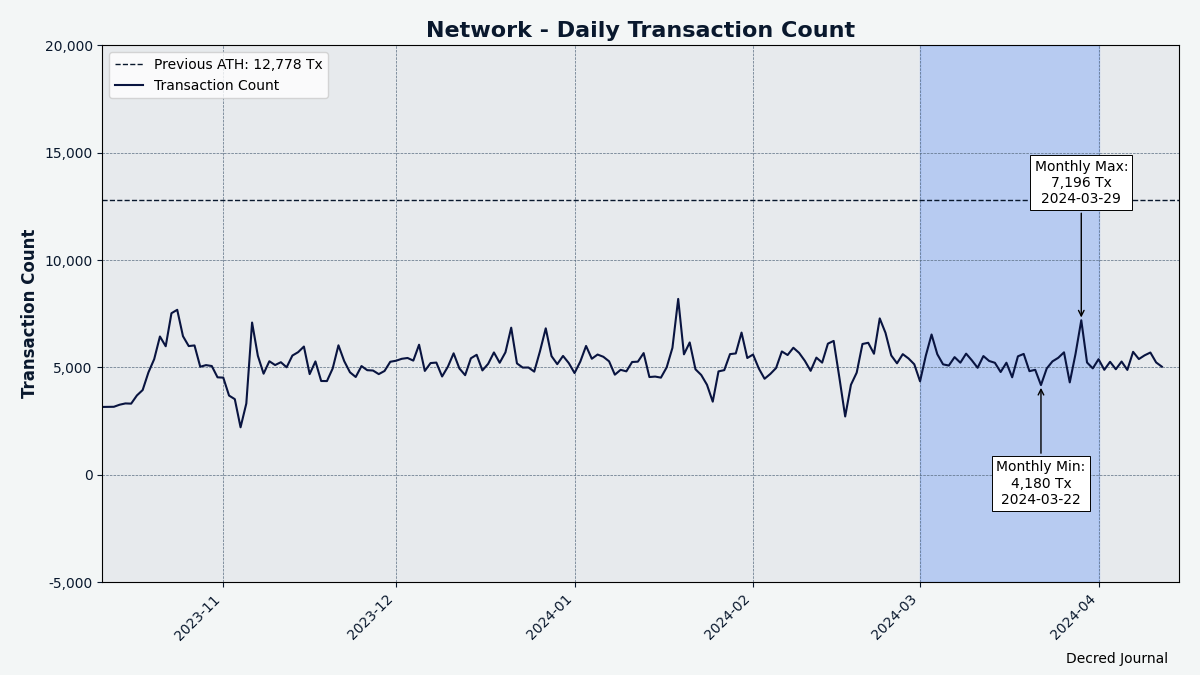 Network - Daily Transaction Count
Previous ATH: 12,778 Tx
Transaction Count
20,000
15,000
10,000
5,000
0
-5,000
Transaction Count
Monthly Max:
7,196 Tx
2024-03-29
Monthly Min:
4,180 Tx
2024-03-22
2023-11
2023-12
2024-01
2024-02
2024-03
2024-04
Decred Journal